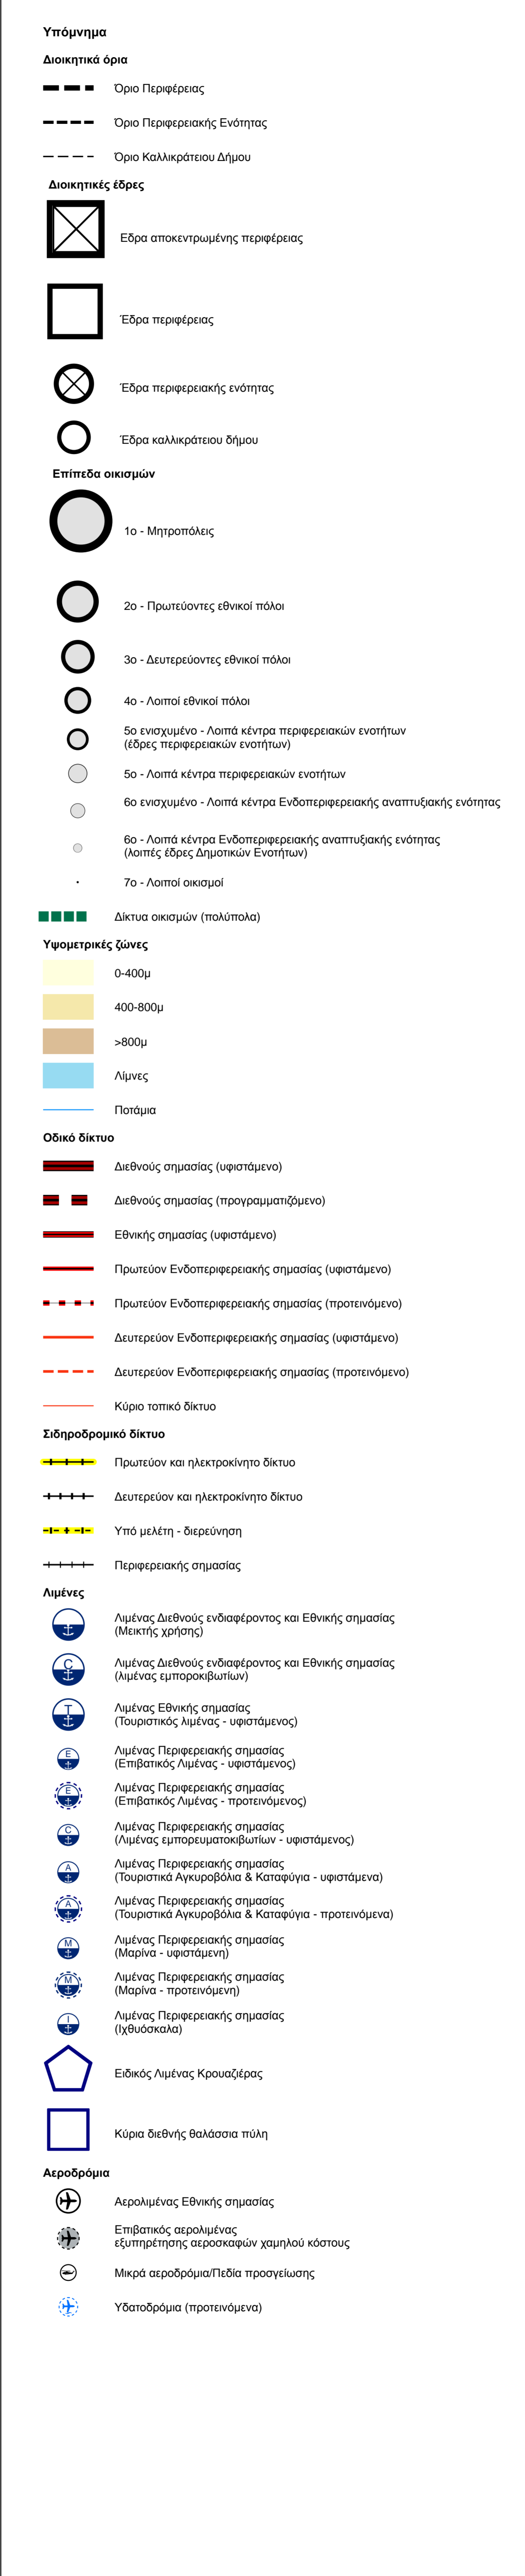 Υπόμνημα
Διοικητικά όρια
Όριο Περιφέρειας
Όριο Περιφερειακής Ενότητας
Όριο Καλλικράτειου Δήμου
Διοικητικές έδρες
Εδρα αποκεντρωμένης περιφέρειας
Έδρα περιφέρειας
Έδρα περιφερειακής ενότητας
Έδρα καλλικράτειου δήμου
Επίπεδα οικισμών
1ο - Μητροπόλεις
2ο - Πρωτεύοντες εθνικοί πόλοι
3ο - Δευτερεύοντες εθνικοί πόλοι
4ο - Λοιποί εθνικοί πόλοι
5ο ενισχυμένο - Λοιπά κέντρα περιφερειακών ενοτήτων
(έδρες περιφερειακών ενοτήτων)
5ο - Λοιπά κέντρα περιφερειακών ενοτήτων
6ο ενισχυμένο - Λοιπά κέντρα Ενδοπεριφερειακής αναπτυξιακής ενότητας
6ο - Λοιπά κέντρα Ενδοπεριφερειακής αναπτυξιακής ενότητας
(λοιπές έδρες Δημοτικών Ενοτήτων)
7ο - Λοιποί οικισμοί
Δίκτυα οικισμών (πολύπολα)
Υψομετρικές ζώνες
0-400μ
400-800μ
>800μ
Λίμνες
Ποτάμια
Οδικό δίκτυο
Διεθνούς σημασίας (υφιστάμενο)
Διεθνούς σημασίας (προγραμματιζόμενο)
Εθνικής σημασίας (υφιστάμενο)
Πρωτεύον Ενδοπεριφερειακής σημασίας (υφιστάμενο)
Πρωτεύον Ενδοπεριφερειακής σημασίας (προτεινόμενο)
Δευτερεύον Ενδοπεριφερειακής σημασίας (υφιστάμενο)
Δευτερεύον Ενδοπεριφερειακής σημασίας (προτεινόμενο)
Κύριο τοπικό δίκτυο
Σιδηροδρομικό δίκτυο
Πρωτεύον και ηλεκτροκίνητο δίκτυο
Δευτερεύον και ηλεκτροκίνητο δίκτυο
Υπό μελέτη - διερεύνηση
Περιφερειακής σημασίας
Λιμένες
Λιμένας Διεθνούς ενδιαφέροντος και Εθνικής σημασίας
(Μεικτής χρήσης)
C Λιμένας Διεθνούς ενδιαφέροντος και Εθνικής σημασίας
(λιμένας εμποροκιβωτίων)
T Λιμένας Εθνικής σημασίας
(Τουριστικός λιμένας - υφιστάμενος)
E Λιμένας Περιφερειακής σημασίας
(Επιβατικός Λιμένας - υφιστάμενος)
E Λιμένας Περιφερειακής σημασίας
(Επιβατικός Λιμένας - προτεινόμενος)
C Λιμένας Περιφερειακής σημασίας
(Λιμένας εμπορευματοκιβωτίων - υφιστάμενος)
A Λιμένας Περιφερειακής σημασίας
(Τουριστικά Αγκυροβόλια & Καταφύγια - υφιστάμενα)
A Λιμένας Περιφερειακής σημασίας
(Τουριστικά Αγκυροβόλια & Καταφύγια - προτεινόμενα)
M Λιμένας Περιφερειακής σημασίας
(Μαρίνα - υφιστάμενη)
M Λιμένας Περιφερειακής σημασίας
(Μαρίνα - προτεινόμενη)
I Λιμένας Περιφερειακής σημασίας
(Ιχθυόσκαλα)
Ειδικός Λιμένας Κρουαζιέρας
Κύρια διεθνής θαλάσσια πύλη
Αεροδρόμια
Αερολιμένας Εθνικής σημασίας
Επιβατικός αερολιμένας
εξυπηρέτησης αεροσκαφών χαμηλού κόστους
Μικρά αεροδρόμια/Πεδία προσγείωσης
Υδατοδρόμια (προτεινόμενα)